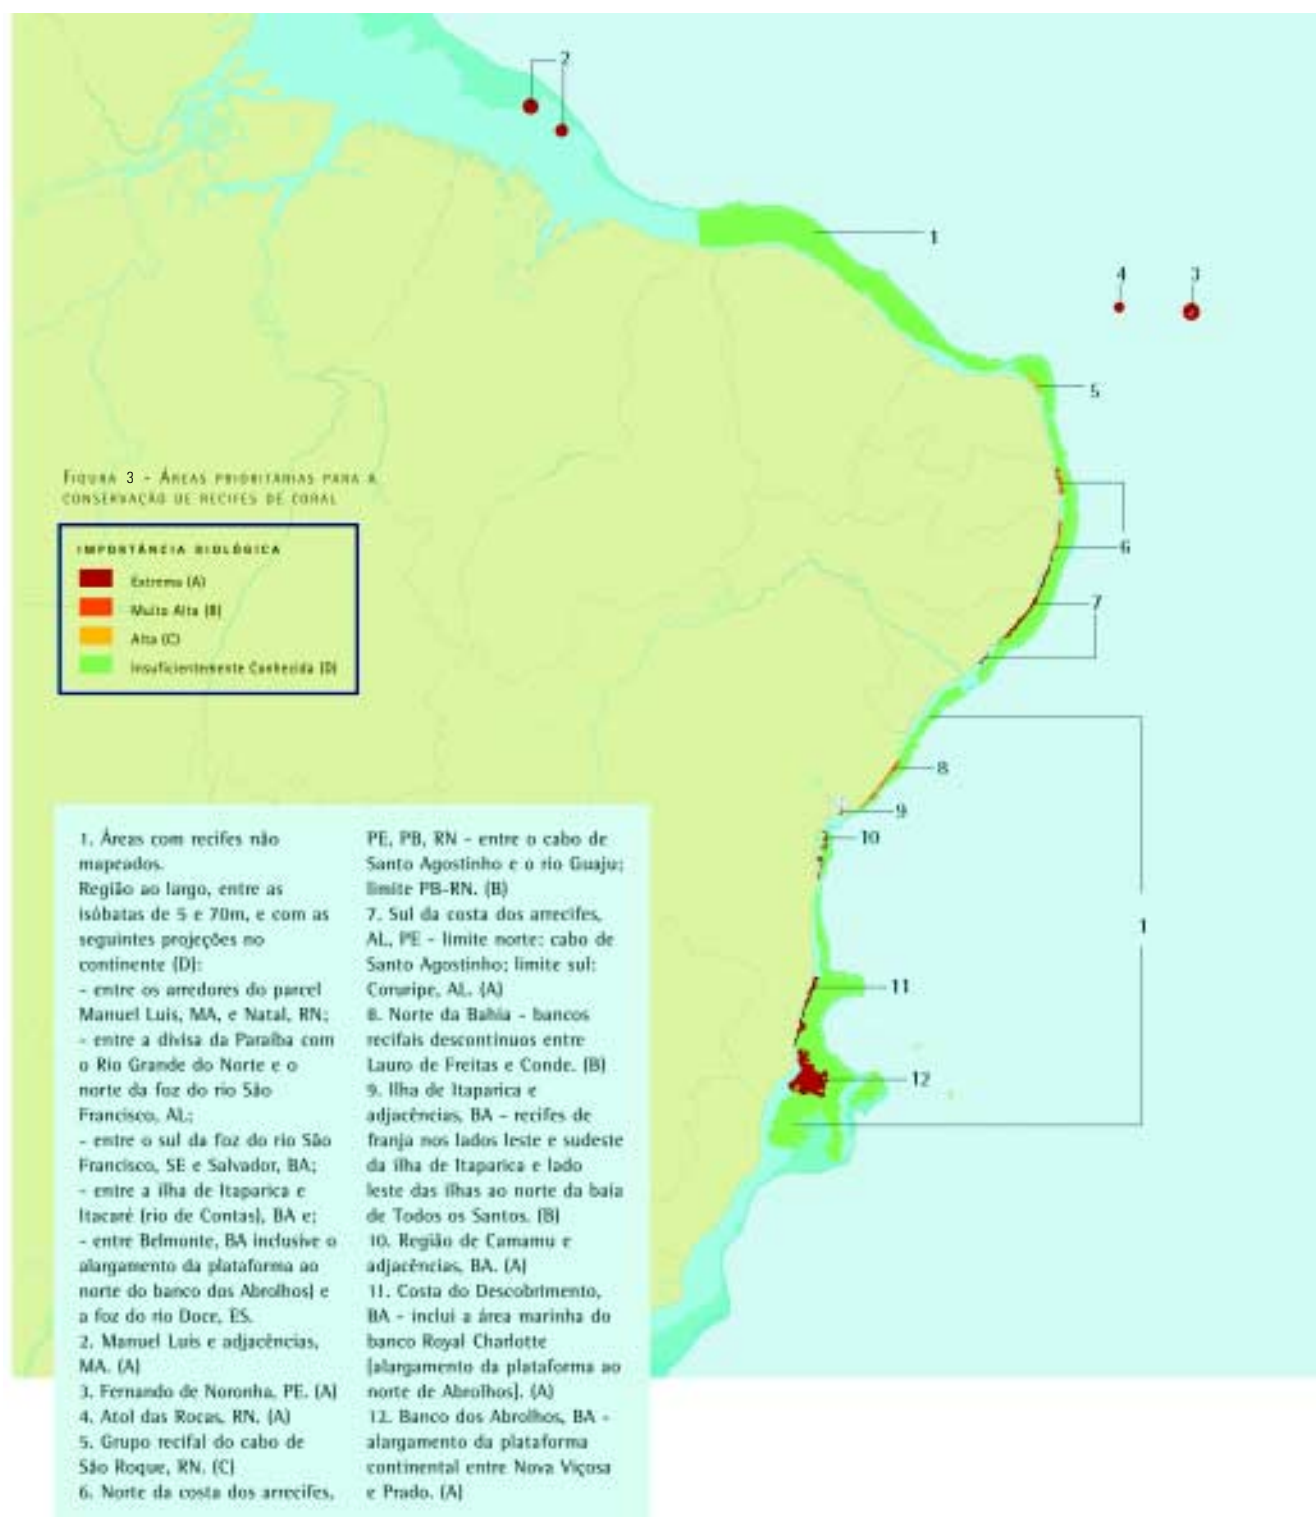 2
1
4
3
5
FIGURA 3 - ÁREAS PRIORITÁRIAS PARA A
CONSERVAÇÃO DE RECIFES DE CORAL
6
IMPORTÂNCIA BIOLÓGICA
Extrema (A)
Muito Alta (B)
Alta (C)
Insuficientemente Conhecida (D)
7
8
9
10
1
11
12
1. Áreas com recifes não
mapeados.
Região ao largo, entre as
isóbatas de 5 e 70m, e com as
seguintes projeções no
continente (D):
- entre os arredores do parcel
Manuel Luis, MA, e Natal, RN;
- entre a divisa da Paraíba com
o Rio Grande do Norte e o
norte da foz do rio São
Francisco, AL;
- entre o sul da foz do rio São
Francisco, SE e Salvador, BA;
- entre a ilha de Itaparica e
Itacaré (rio de Contas), BA e;
- entre Belmonte, BA inclusive o
alargamento da plataforma ao
norte do banco dos Abrolhos) e
a foz do rio Doce, ES.
2. Manuel Luis e adjacências,
MA. (A)
3. Fernando de Noronha, PE. (A)
4. Atol das Rocas, RN. (A)
5. Grupo recifal do cabo de
São Roque, RN. (C)
6. Norte da costa dos arrecifes,
PE, PB, RN - entre o cabo de
Santo Agostinho e o rio Guaju;
limite PB-RN. (B)
7. Sul da costa dos arrecifes,
AL, PE - limite norte: cabo de
Santo Agostinho; limite sul:
Coruripe, AL. (A)
8. Norte da Bahia - bancos
recifais descontínuos entre
Lauro de Freitas e Conde. (B)
9. Ilha de Itaparica e
adjacências, BA - recifes de
franja nos lados leste e sudeste
da ilha de Itaparica e lado
leste das ilhas ao norte da baía
de Todos os Santos. (B)
10. Região de Camamu e
adjacências, BA. (A)
11. Costa do Descobrimento,
BA - inclui a área marinha do
banco Royal Charlotte
[alargamento da plataforma ao
norte de Abrolhos]. (A)
12. Banco dos Abrolhos, BA -
alargamento da plataforma
continental entre Nova Viçosa
e Prado. (A)